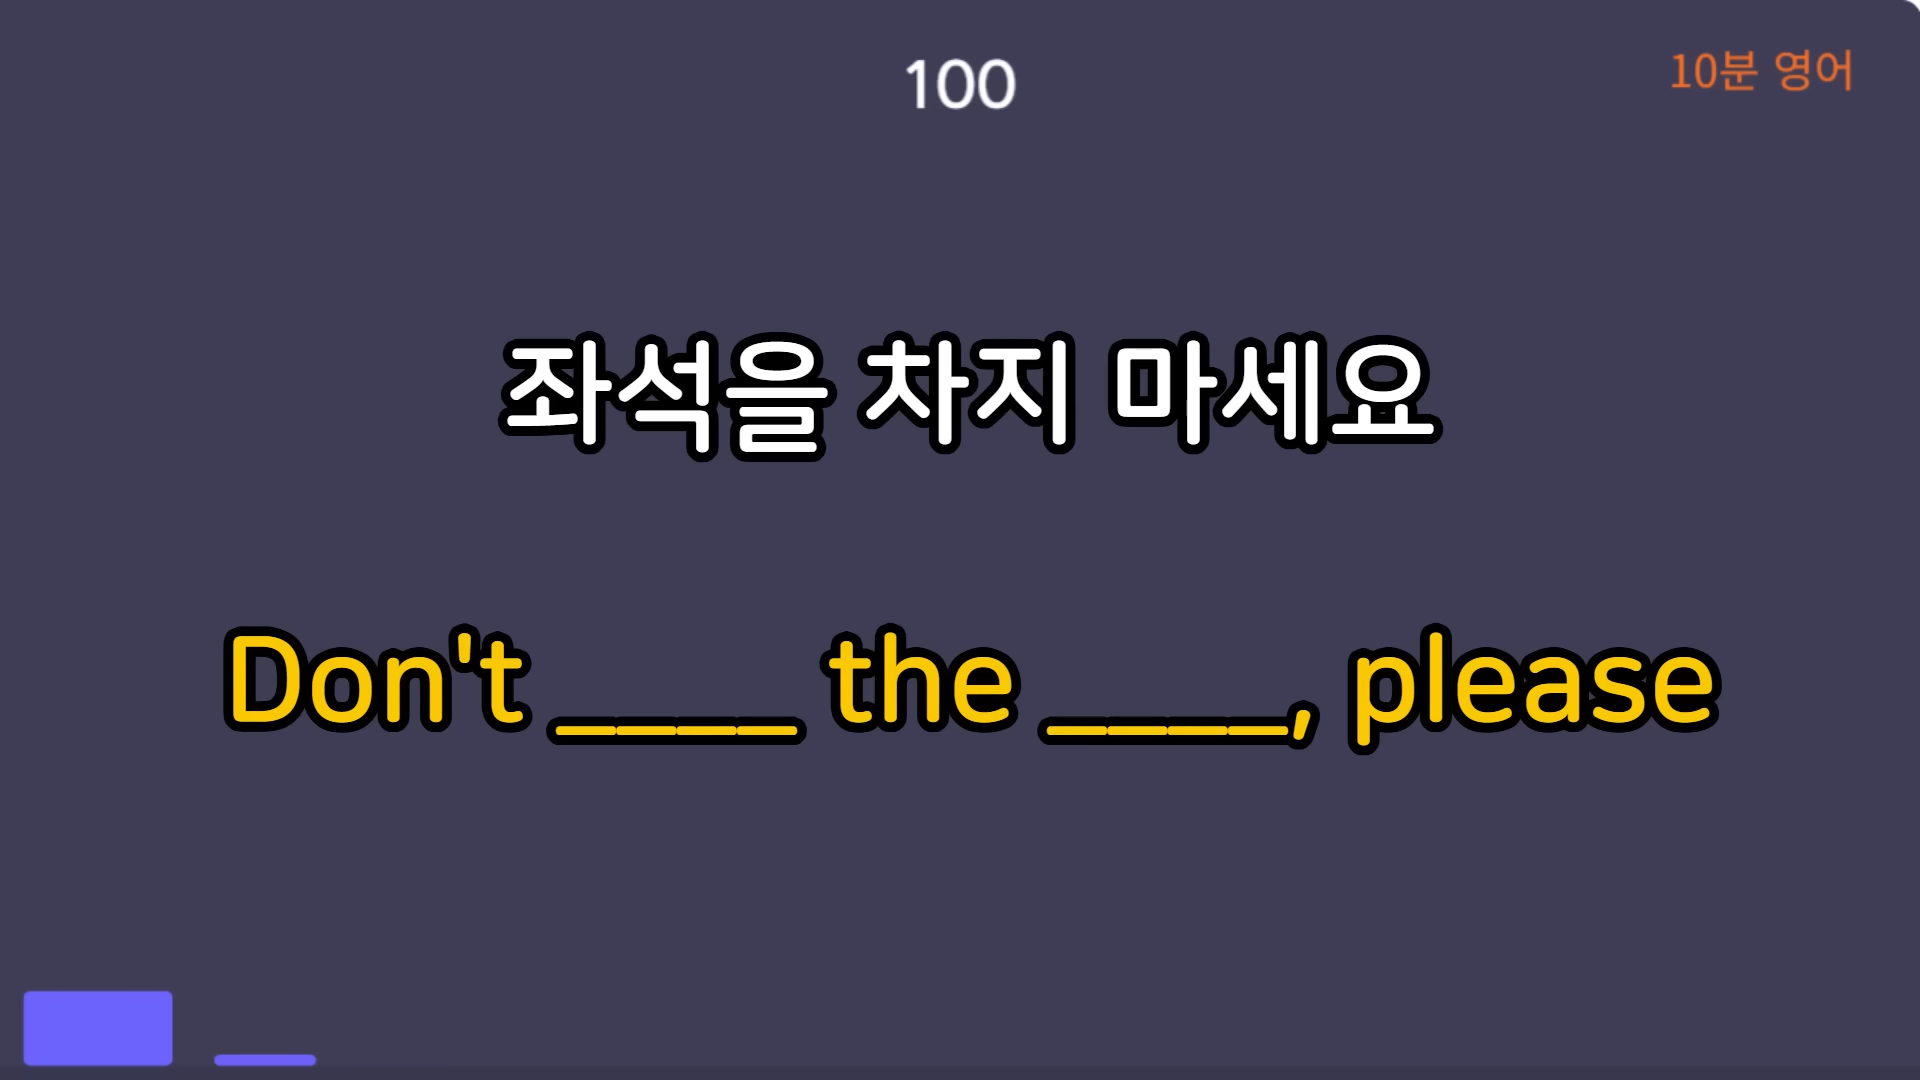 100
10분 영어
좌석을 차지 마세요
Don't ____ the ____, please